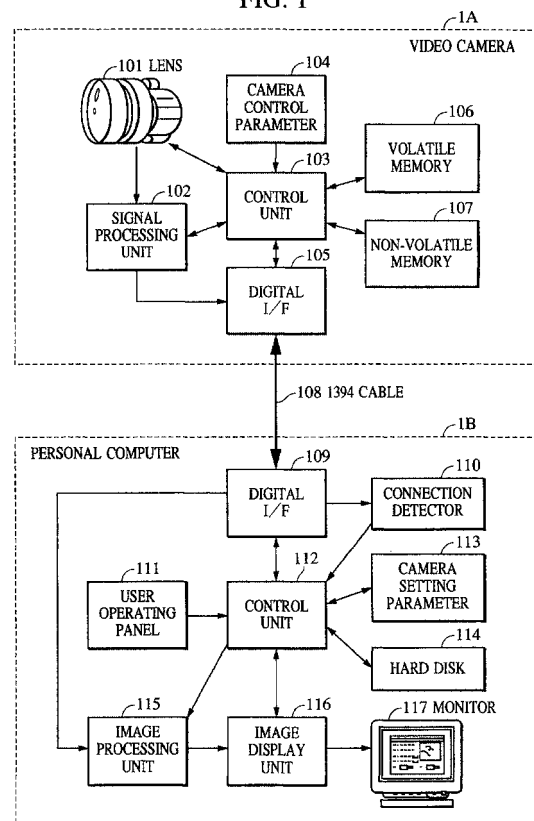 FIG. 1
1A
VIDEO CAMERA
101 LENS
104
CAMERA
CONTROL
PARAMETER
106
VOLATILE
MEMORY
103
CONTROL
UNIT
102
SIGNAL
PROCESSING
UNIT
107
NON-VOLATILE
MEMORY
105
DIGITAL
I/F
108 1394 CABLE
1B
PERSONAL COMPUTER
109
DIGITAL
I/F
110
CONNECTION
DETECTOR
111
USER
OPERATING
PANEL
112
CONTROL
UNIT
113
CAMERA
SETTING
PARAMETER
114
HARD DISK
115
IMAGE
PROCESSING
UNIT
116
IMAGE
DISPLAY
UNIT
117 MONITOR